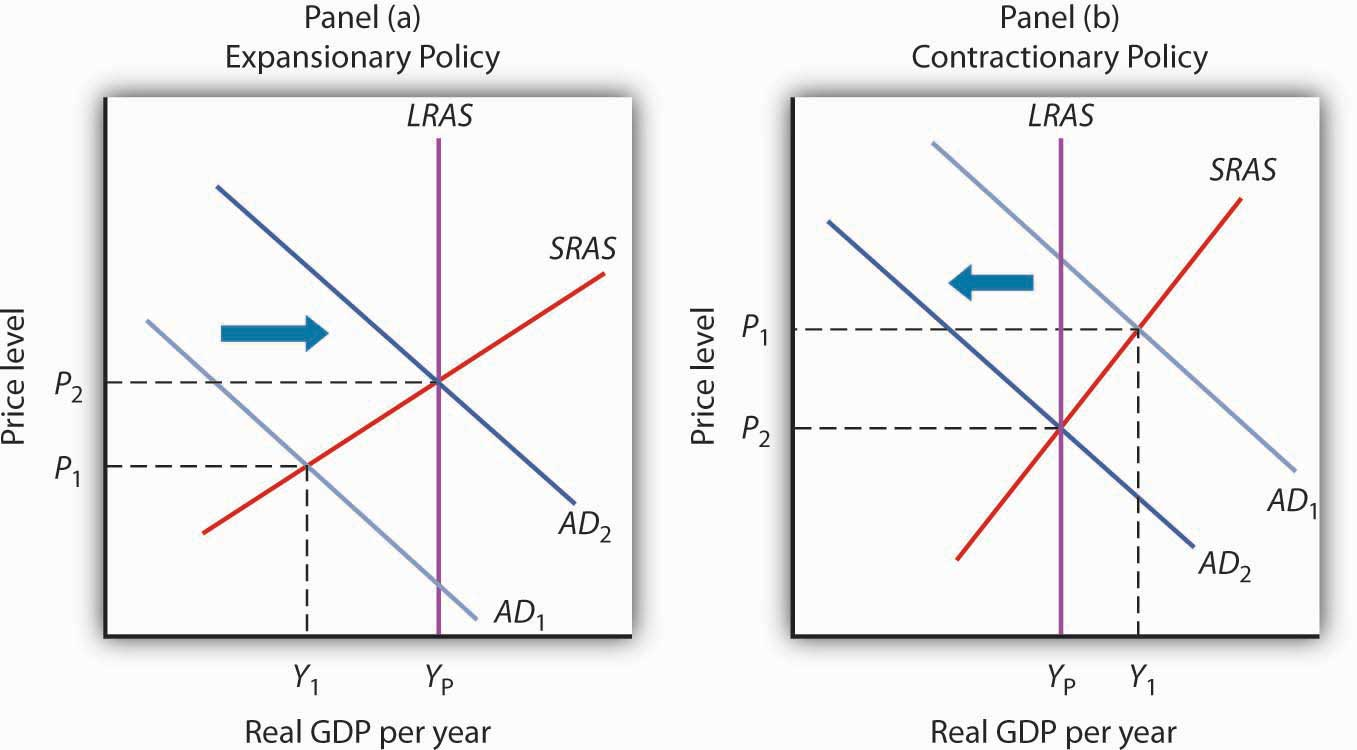 Panel (a)
Expansionary Policy
LRAS
SRAS
Price level
P2
P1
AD2
AD1
Y1
YP
Real GDP per year
Panel (b)
Contractionary Policy
LRAS
SRAS
Price level
P1
P2
AD1
AD2
YP
Y1
Real GDP per year